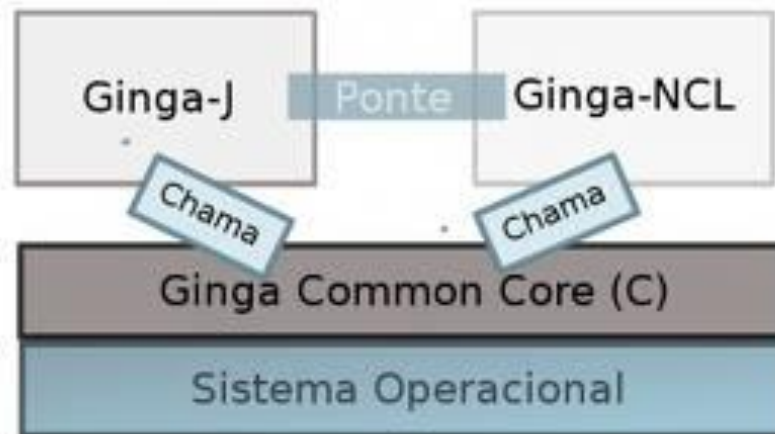 Ginga-J
Ponte
Ginga-NCL
Chama
Chama
Ginga Common Core (C)
Sistema Operacional